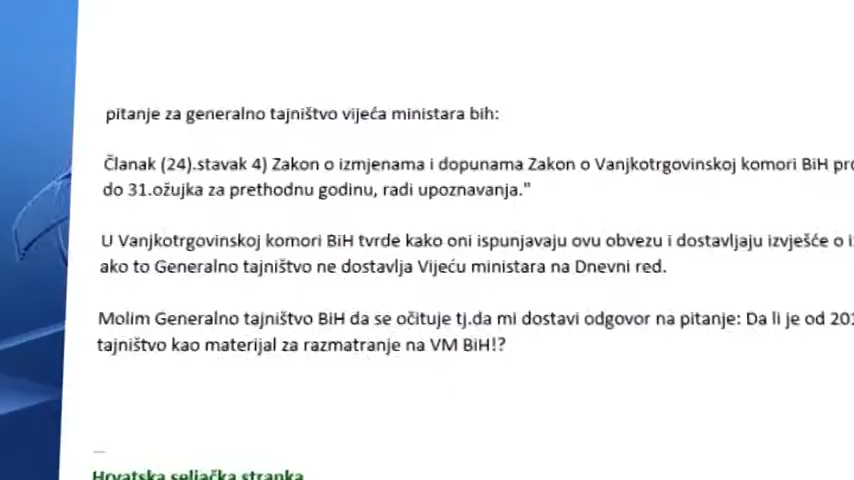 pitanje za generalno tajništvo vijeća ministara bih:
Članak (24).stavak 4) Zakon o izmjenama i dopunama Zakon o Vanjkotrgovinskoj komori BiH
do 31.ožujka za prethodnu godinu, radi upoznavanja."
U Vanjkotrgovinskoj komori BiH tvrde kako oni ispunjavaju ovu obvezu i dostavljaju izvješće o
ako to Generalno tajništvo ne dostavlja Vijeću ministara na Dnevni red.
Molim Generalno tajništvo BiH da se očituje tj.da mi dostavi odgovor na pitanje: Da li je od
tajništvo kao materijal za razmatranje na VM BiH!?
—
Hrvatska seljačka stranka